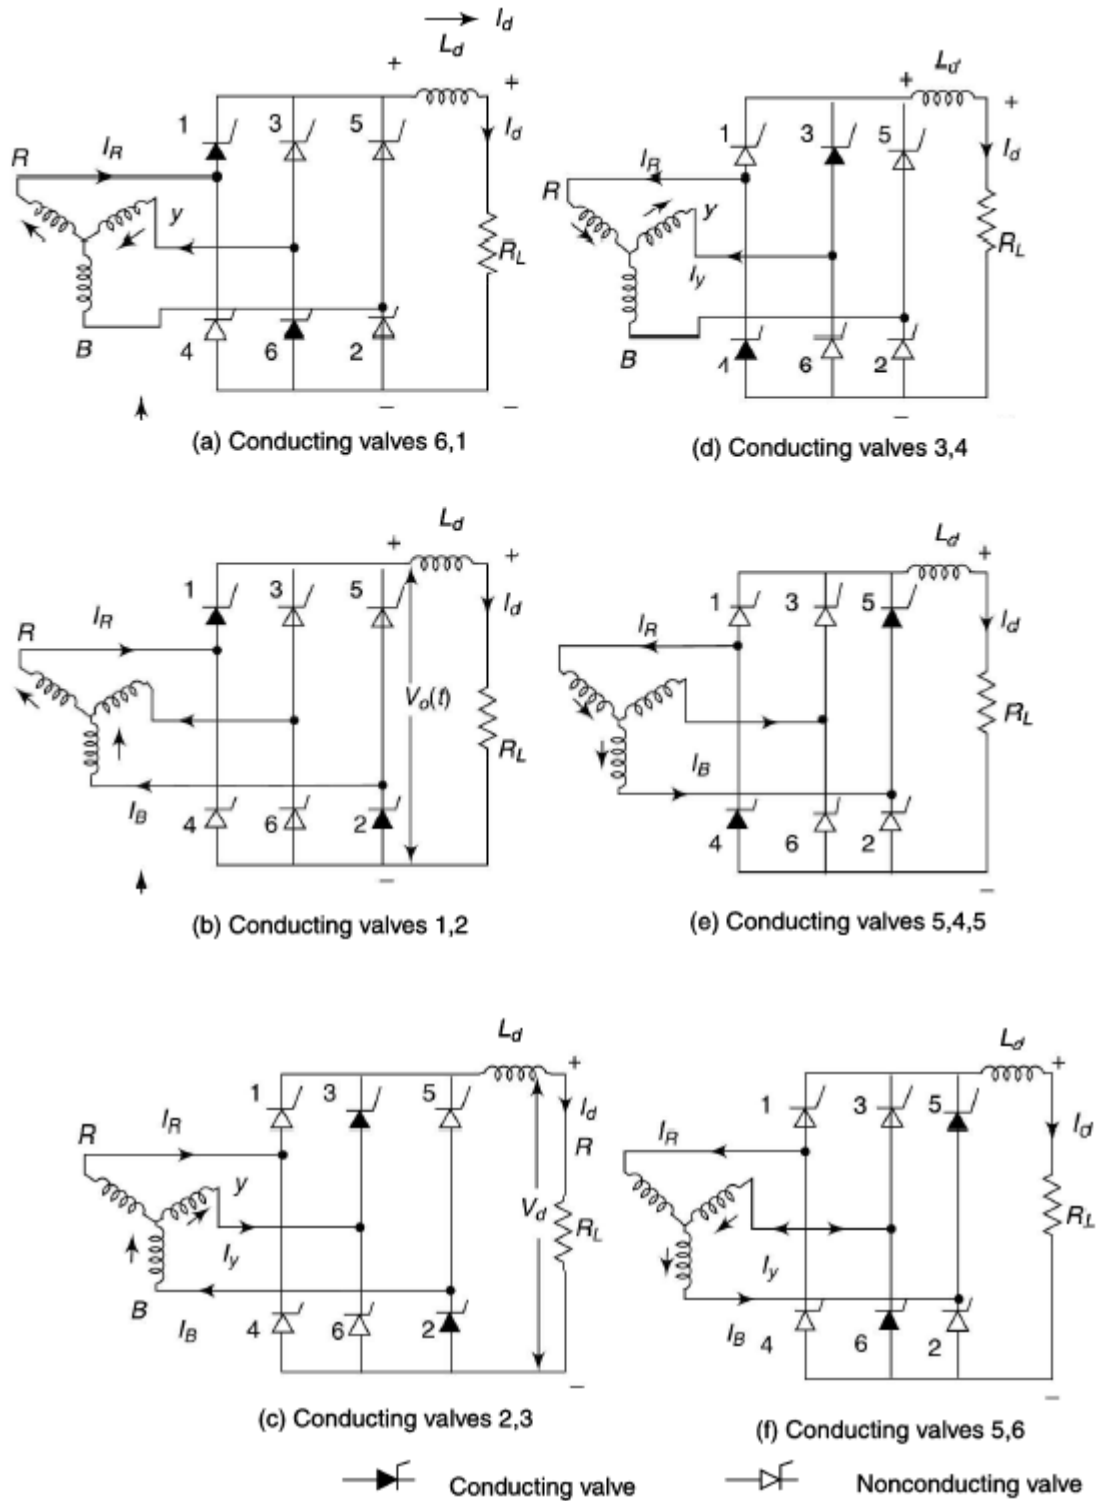 I_d
L_d
+ +
1 3 5
I_d
I_R
R
y
R_L
B
4 6 2
− −
(a) Conducting valves 6,1
L_d
+ +
1 3 5
I_d
I_R
R
y
R_L
I_y
B
4 6 2
−
(d) Conducting valves 3,4
L_d
+ +
1 3 5
I_d
I_R
R
V_o(t)
R_L
I_B
4 6 2
−
(b) Conducting valves 1,2
L_d
+
1 3 5
I_d
I_R
R_L
I_B
4 6 2
−
(e) Conducting valves 5,4,5
L_d
+
1 3 5
I_d
I_R
R
R
y
V_d
R_L
I_y
B
I_B
4 6 2
−
(c) Conducting valves 2,3
L_d
+
1 3 5
I_d
I_R
R_L
I_y
I_B
4 6 2
−
(f) Conducting valves 5,6
Conducting valve
Nonconducting valve